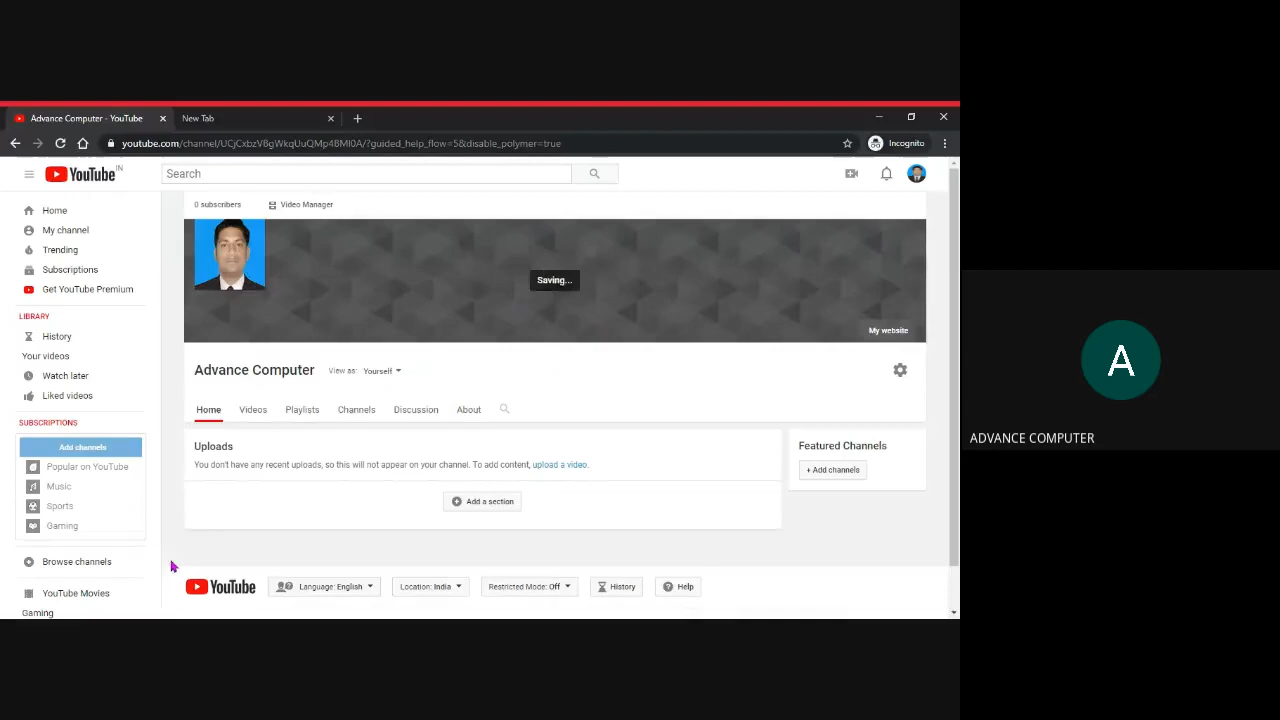 Advance Computer - YouTube
New Tab
youtube.com/channel/UCjCxbzV8gWkqUuQMp4BMI0A/?guided_help_flow=5&disable_polymer=true
Incognito
YouTube IN
Search
Home
My channel
Trending
Subscriptions
Get YouTube Premium
LIBRARY
History
Your videos
Watch later
Liked videos
SUBSCRIPTIONS
Add channels
Popular on YouTube
Music
Sports
Gaming
Browse channels
YouTube Movies
Gaming
0 subscribers Video Manager
Saving...
My website
Advance Computer View as: Yourself
Home Videos Playlists Channels Discussion About
Uploads
You don't have any recent uploads, so this will not appear on your channel. To add content, upload a video.
Add a section
Featured Channels
+ Add channels
YouTube Language: English Location: India Restricted Mode: Off History Help
A
ADVANCE COMPUTER